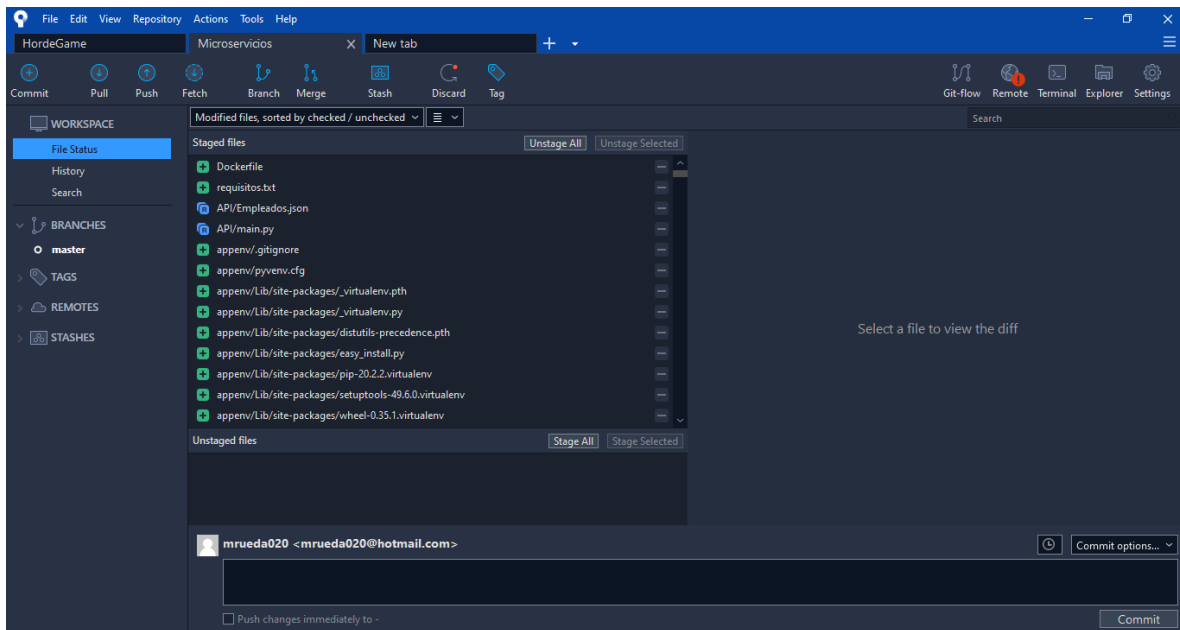 File Edit View Repository Actions Tools Help
HordeGame Microservicios New tab
Commit Pull Push Fetch Branch Merge Stash Discard Tag Git-flow Remote Terminal Explorer Settings
WORKSPACE
File Status
History
Search
BRANCHES
master
TAGS
REMOTES
STASHES
Modified files, sorted by checked / unchecked
Search
Staged files Unstage All Unstage Selected
Dockerfile
requisitos.txt
API/Empleados.json
API/main.py
appenv/.gitignore
appenv/pyvenv.cfg
appenv/Lib/site-packages/_virtualenv.pth
appenv/Lib/site-packages/_virtualenv.py
appenv/Lib/site-packages/distutils-precedence.pth
appenv/Lib/site-packages/easy_install.py
appenv/Lib/site-packages/pip-20.2.2.virtualenv
appenv/Lib/site-packages/setuptools-49.6.0.virtualenv
appenv/Lib/site-packages/wheel-0.35.1.virtualenv
Unstaged files Stage All Stage Selected
Select a file to view the diff
mrueda020 <mrueda020@hotmail.com>
Commit options...
Push changes immediately to -
Commit